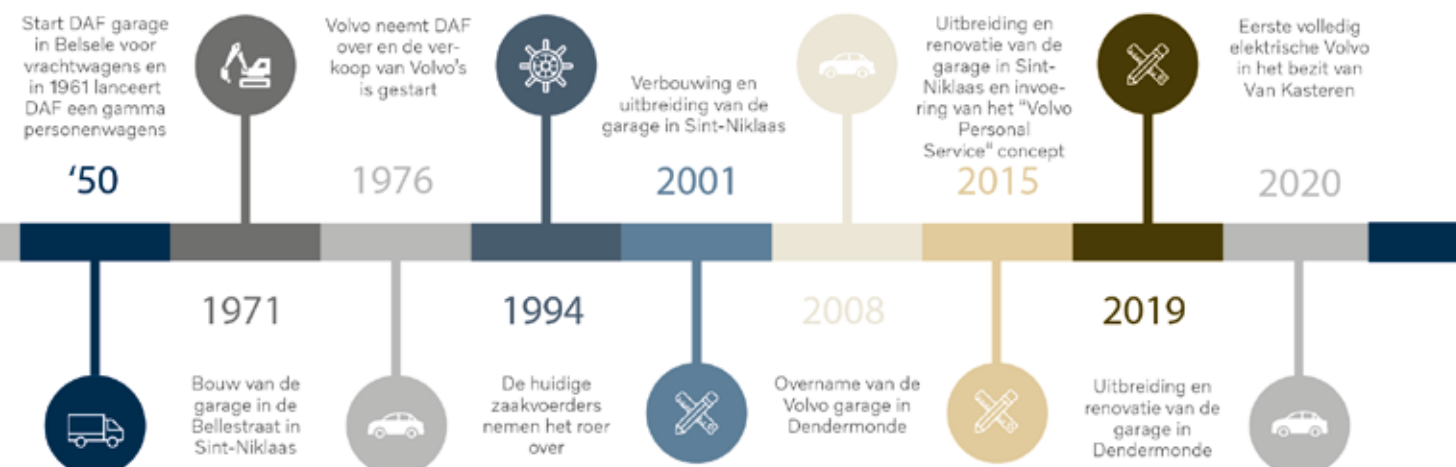 Start DAF garage
in Belsele voor
vrachtwagens en
in 1961 lanceert
DAF een gamma
personenwagens
‘50
1971
Bouw van de
garage in de
Bellestraat in
Sint-Niklaas
Volvo neemt DAF
over en de ver-
koop van Volvo's
is gestart
1976
1994
De huidige
zaakvoerders
nemen het roer
over
Verbouwing en
uitbreiding van de
garage in Sint-Niklaas
2001
2008
Overname van de
Volvo garage in
Dendermonde
Uitbreiding en
renovatie van de
garage in Sint-
Niklaas en invoe-
ring van het "Volvo
Personal
Service" concept
2015
2019
Uitbreiding en
renovatie van de
garage in
Dendermonde
Eerste volledig
elektrische Volvo
in het bezit van
Van Kasteren
2020